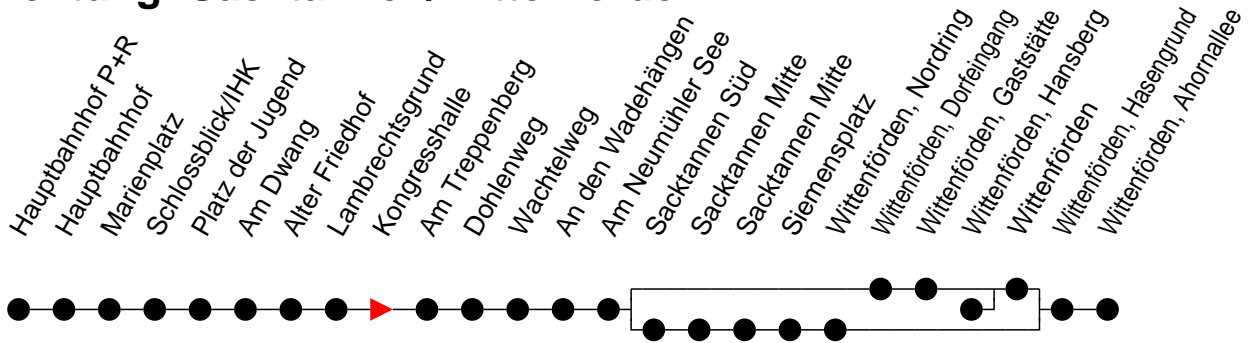 Hauptbahnhof P+R
Hauptbahnhof
Marienplatz
Schlossblick/IHK
Platz der Jugend
Am Dwang
Alter Friedhof
Lambrechtsgrund
Kongresshalle
Am Treppenberg
Dohlenweg
Wachtelweg
An den Wadehängen
Am Neumühler See
Sacktannen Süd
Sacktannen Mitte
Sacktannen Mitte
Siemensplatz
Wittenförden, Nordring
Wittenförden, Dorfeingang
Wittenförden, Gaststätte
Wittenförden, Hansberg
Wittenförden
Wittenförden, Hasengrund
Wittenförden, Ahornallee